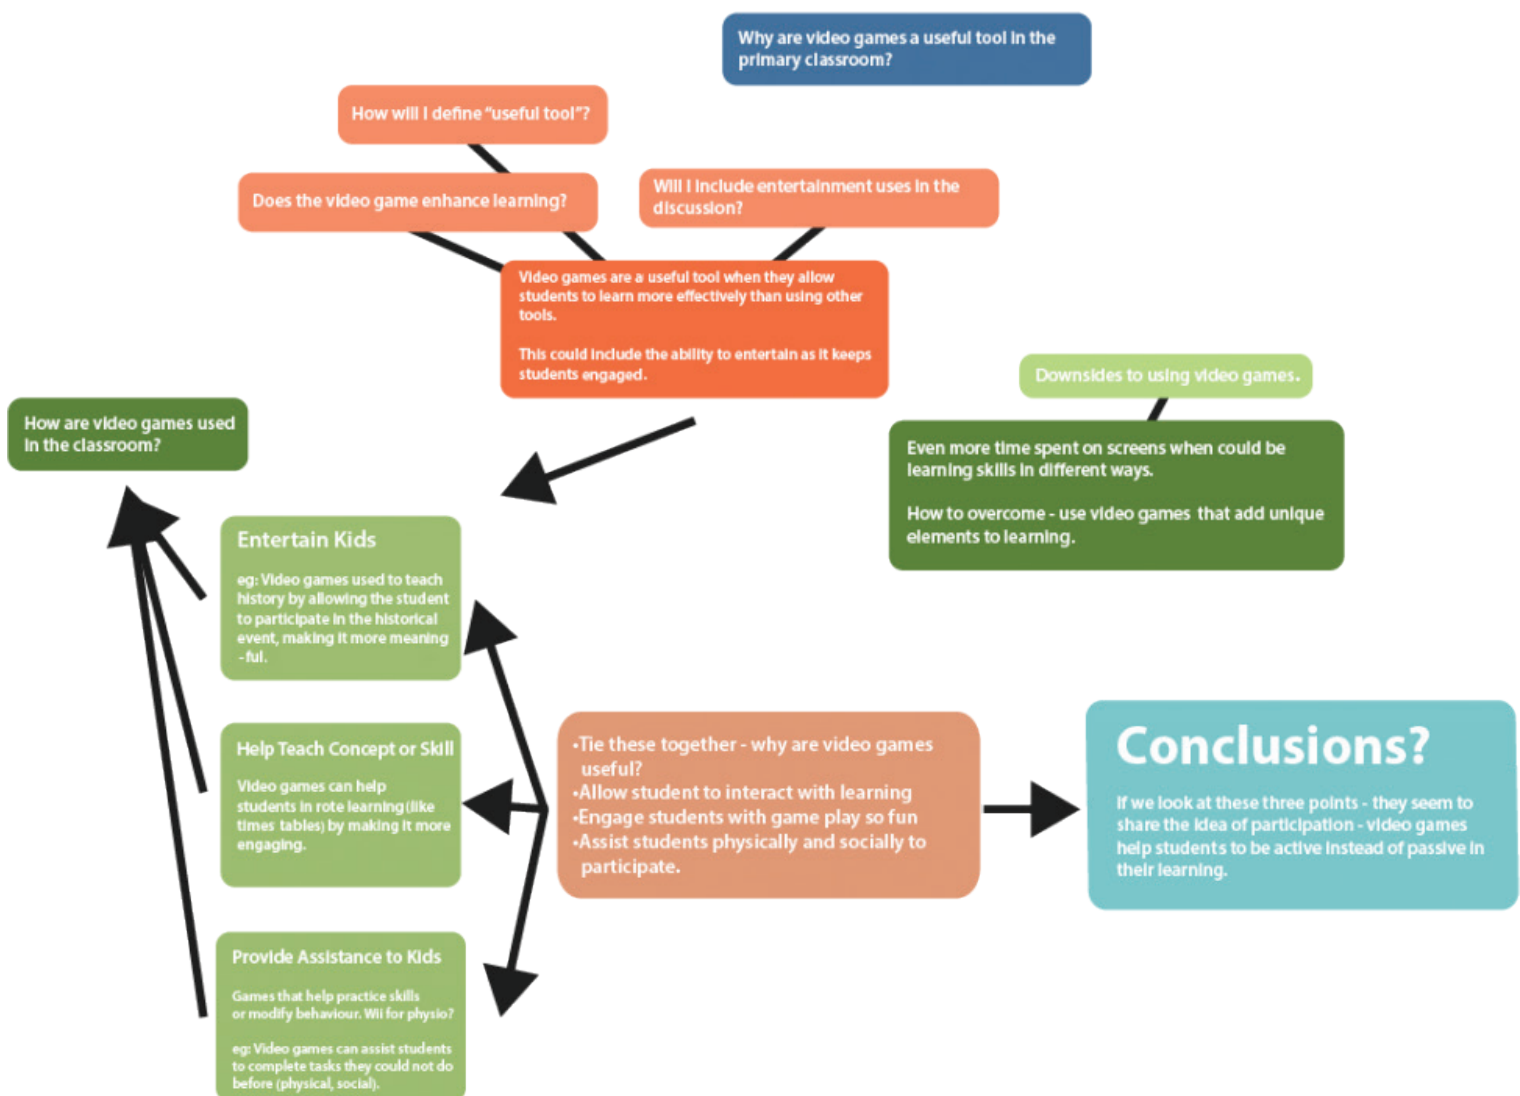 Why are video games a useful tool in the
primary classroom?
How will I define “useful tool”?
Does the video game enhance learning?
Will I include entertainment uses in the
discussion?
Video games are a useful tool when they allow
students to learn more effectively than using other
tools.
This could include the ability to entertain as it keeps
students engaged.
Downsides to using video games.
Even more time spent on screens when could be
learning skills in different ways.
How to overcome - use video games that add unique
elements to learning.
How are video games used
in the classroom?
Entertain Kids
eg: Video games used to teach
history by allowing the student
to participate in the historical
event, making it more meaning
-ful.
Help Teach Concept or Skill
Video games can help
students in rote learning (like
times tables) by making it more
engaging.
Provide Assistance to Kids
Games that help practice skills
or modify behaviour. Wii for physio?
eg: Video games can assist students
to complete tasks they could not do
before (physical, social).
•Tie these together - why are video games
useful?
•Allow student to interact with learning
•Engage students with game play so fun
•Assist students physically and socially to
participate.
Conclusions?
If we look at these three points - they seem to
share the idea of participation - video games
help students to be active instead of passive in
their learning.